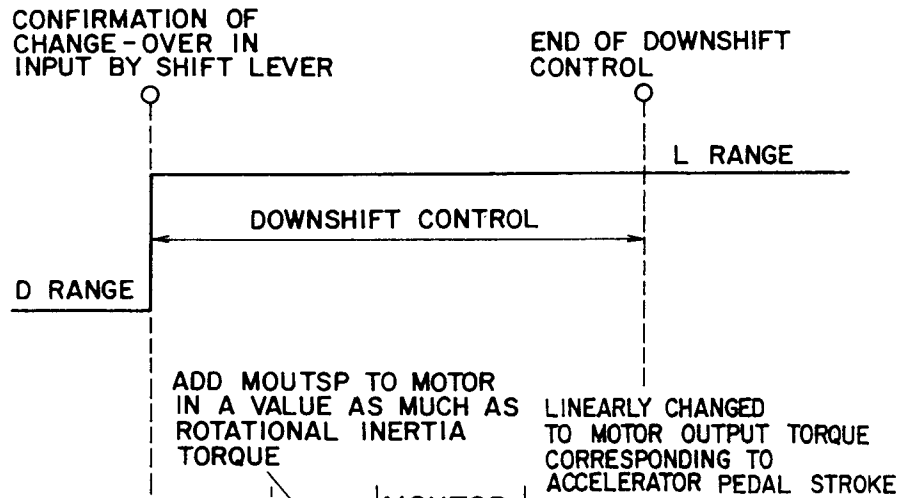 CONFIRMATION OF
CHANGE-OVER IN
INPUT BY SHIFT LEVER
END OF DOWNSHIFT
CONTROL
L RANGE
DOWNSHIFT CONTROL
D RANGE
ADD MOUTSP TO MOTOR
IN A VALUE AS MUCH AS
ROTATIONAL INERTIA
TORQUE
LINEARLY CHANGED
TO MOTOR OUTPUT TORQUE
CORRESPONDING TO
ACCELERATOR PEDAL STROKE